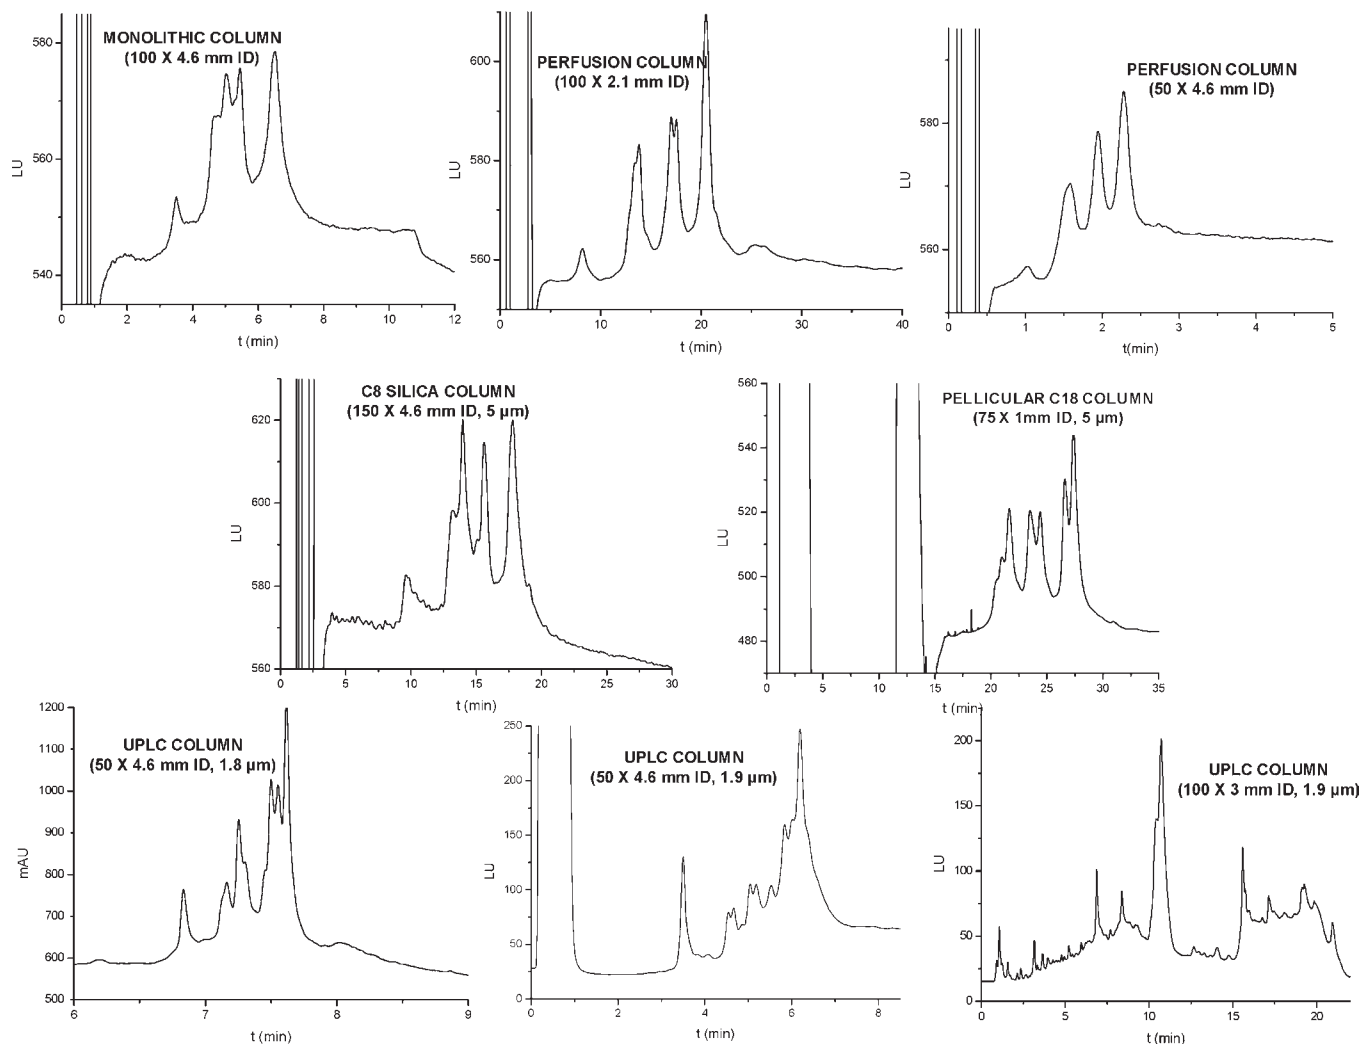 MONOLITHIC COLUMN
(100 X 4.6 mm ID)
580
560
540
LU
0 2 4 6 8 10 12
t (min)
PERFUSION COLUMN
(100 X 2.1 mm ID)
600
580
560
LU
0 10 20 30 40
t (min)
PERFUSION COLUMN
(50 X 4.6 mm ID)
580
560
LU
0 1 2 3 4 5
t(min)
C8 SILICA COLUMN
(150 X 4.6 mm ID, 5 µm)
620
600
580
560
LU
0 5 10 15 20 25 30
t (min)
PELLICULAR C18 COLUMN
(75 X 1mm ID, 5 µm)
560
540
520
500
480
LU
0 5 10 15 20 25 30 35
t (min)
UPLC COLUMN
(50 X 4.6 mm ID, 1.8 µm)
1200
1100
1000
900
800
700
600
500
mAU
6 7 8 9
t (min)
UPLC COLUMN
(50 X 4.6 mm ID, 1.9 µm)
250
200
150
100
50
0
LU
0 2 4 6 8
t (min)
UPLC COLUMN
(100 X 3 mm ID, 1.9 µm)
200
150
100
50
0
LU
0 5 10 15 20
t (min)